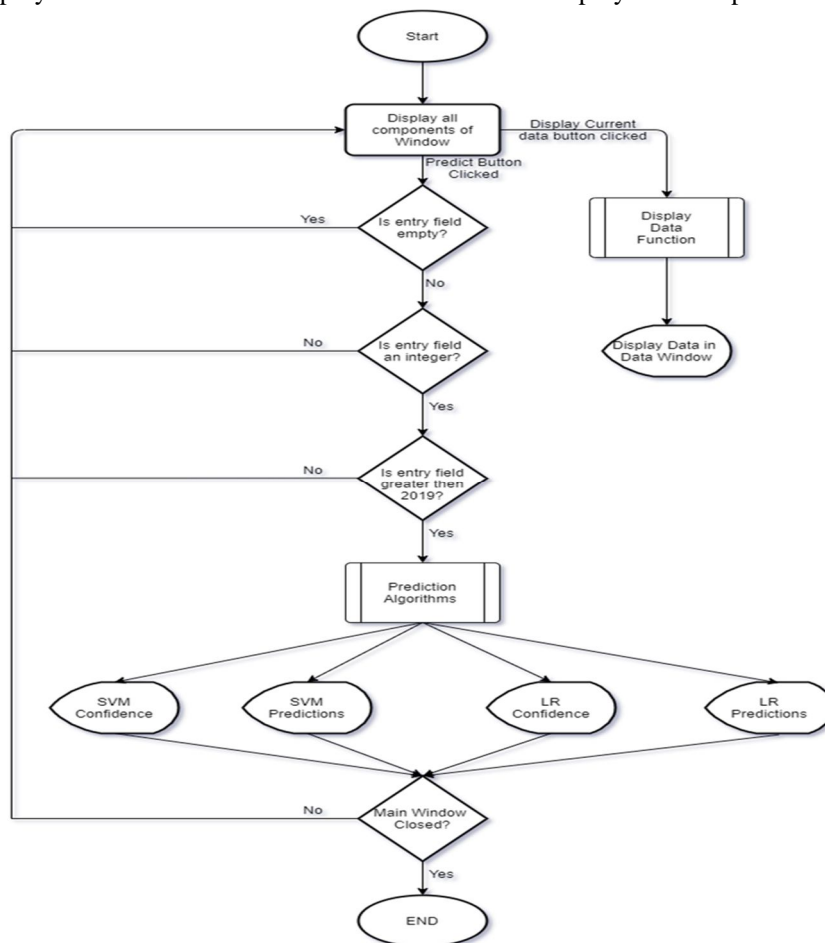 Start
Display all
components of
Window
Display Current
data button clicked
Predict Button
Clicked
Is entry field
empty?
Yes
Display
Data
Function
No
Is entry field
an integer?
No
Display Data in
Data Window
Yes
Is entry field
greater then
2019?
No
Yes
Prediction
Algorithms
SVM
Confidence
SVM
Predictions
LR
Confidence
LR
Predictions
Main Window
Closed?
No
Yes
END